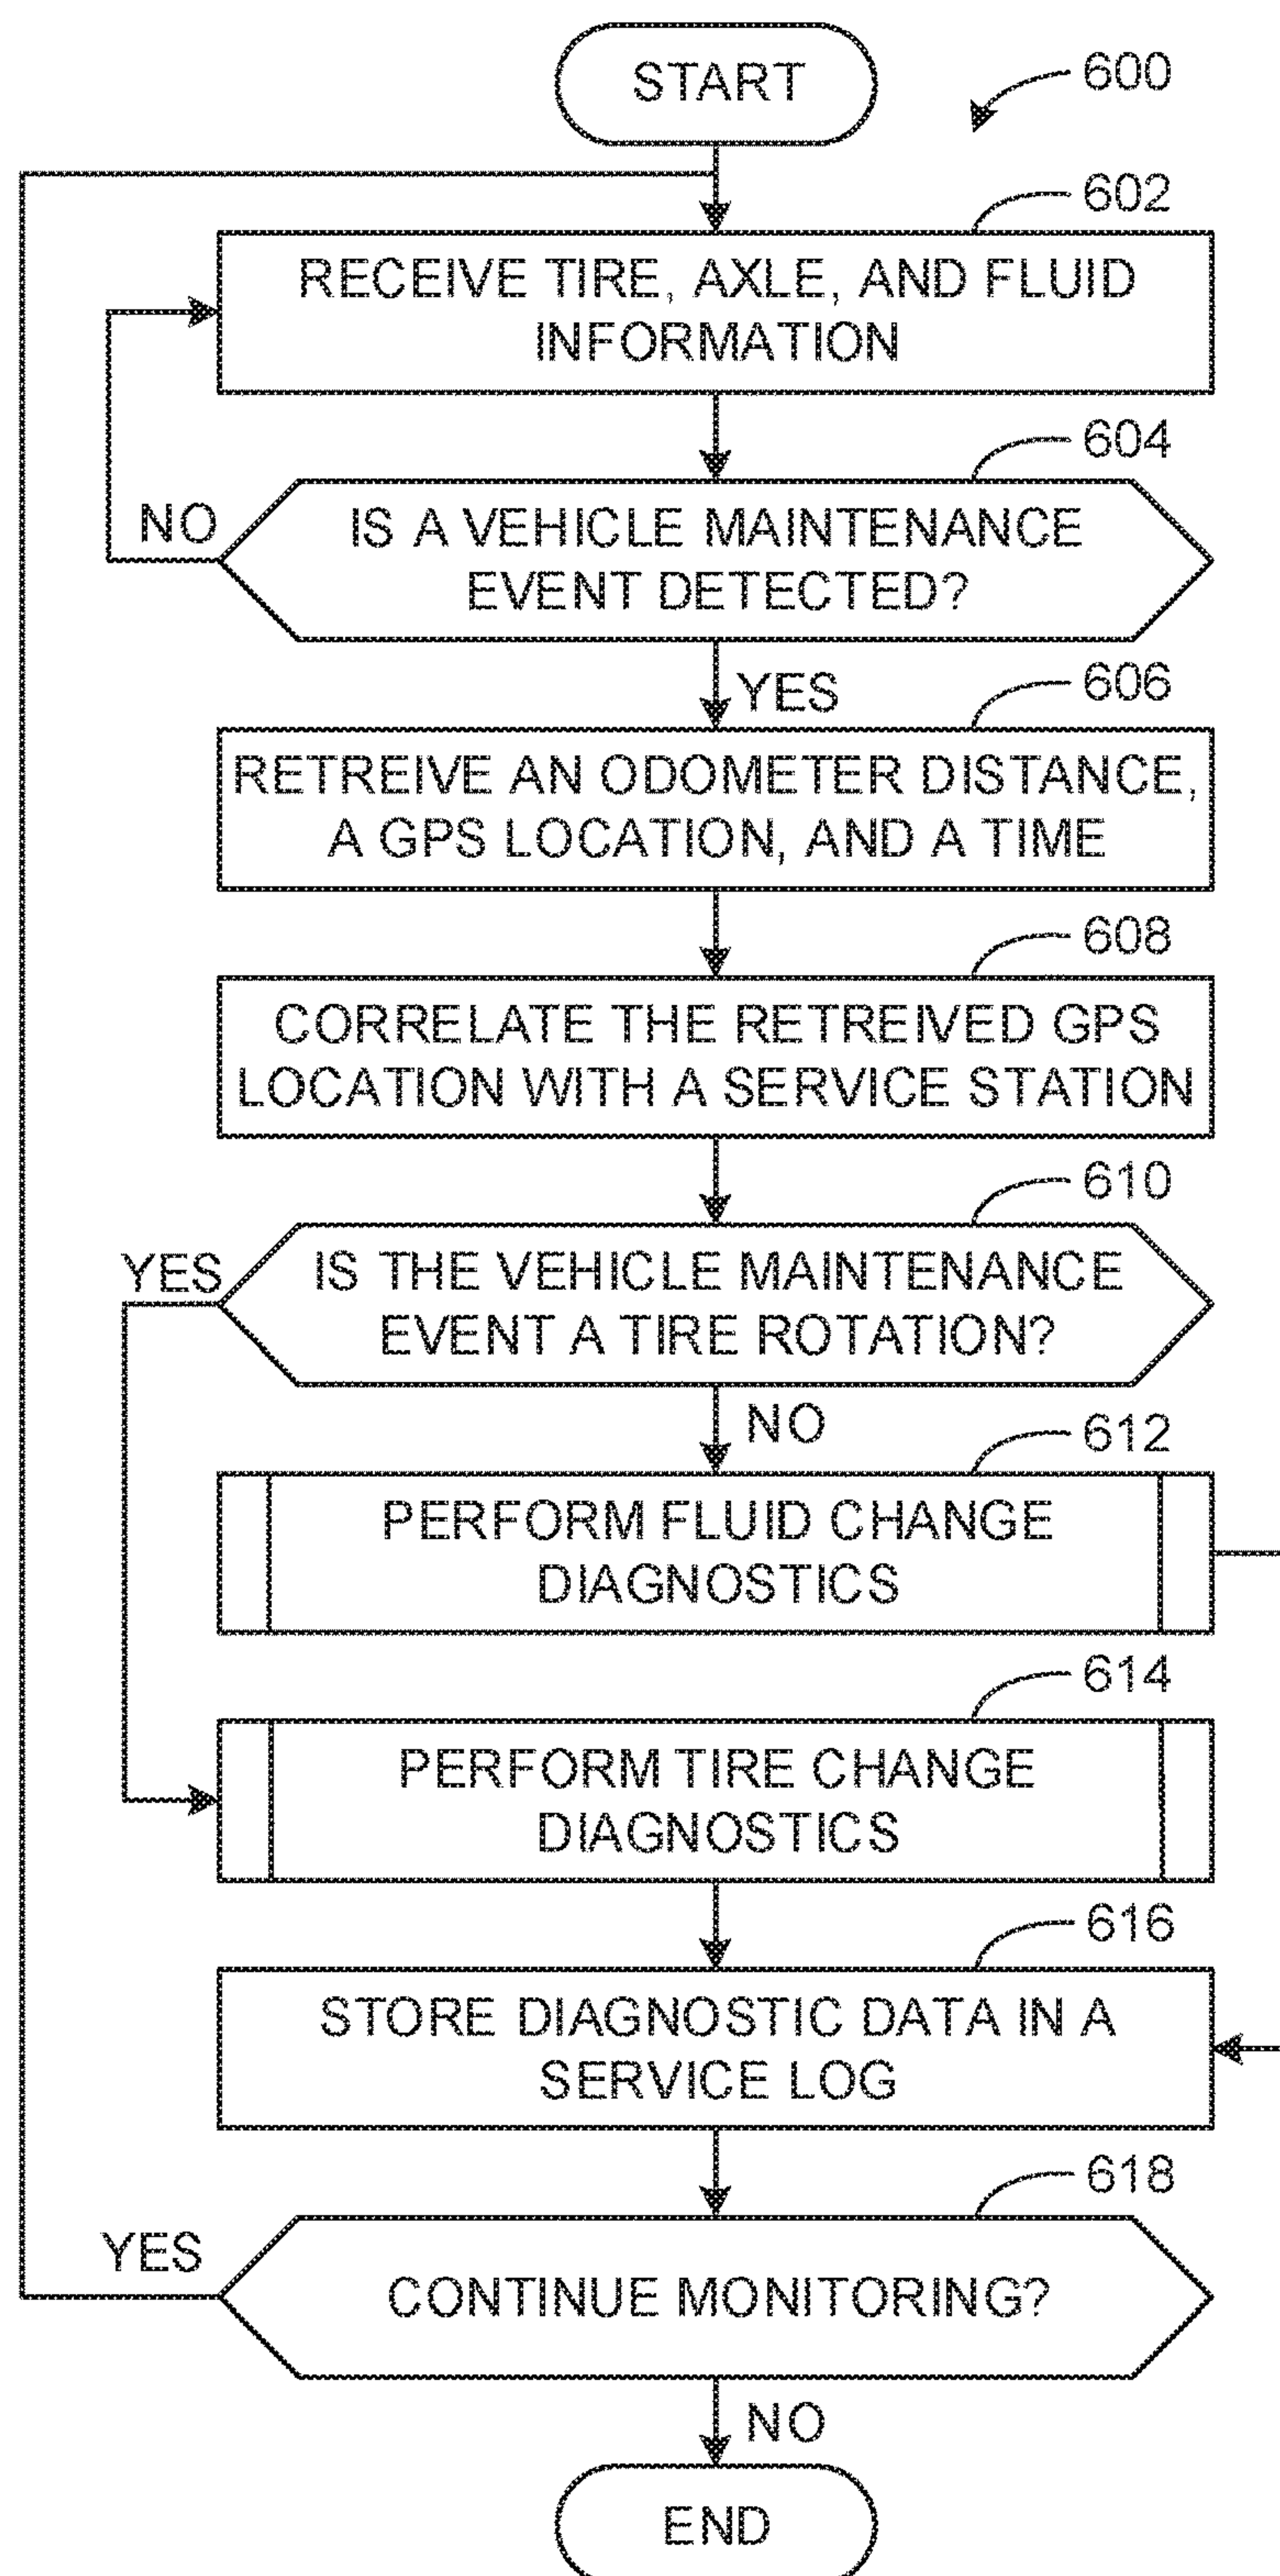 START
600
602
RECEIVE TIRE, AXLE, AND FLUID
INFORMATION
604
NO
IS A VEHICLE MAINTENANCE
EVENT DETECTED?
YES
606
RETREIVE AN ODOMETER DISTANCE,
A GPS LOCATION, AND A TIME
608
CORRELATE THE RETREIVED GPS
LOCATION WITH A SERVICE STATION
610
YES
IS THE VEHICLE MAINTENANCE
EVENT A TIRE ROTATION?
NO
612
PERFORM FLUID CHANGE
DIAGNOSTICS
614
PERFORM TIRE CHANGE
DIAGNOSTICS
616
STORE DIAGNOSTIC DATA IN A
SERVICE LOG
618
YES
CONTINUE MONITORING?
NO
END